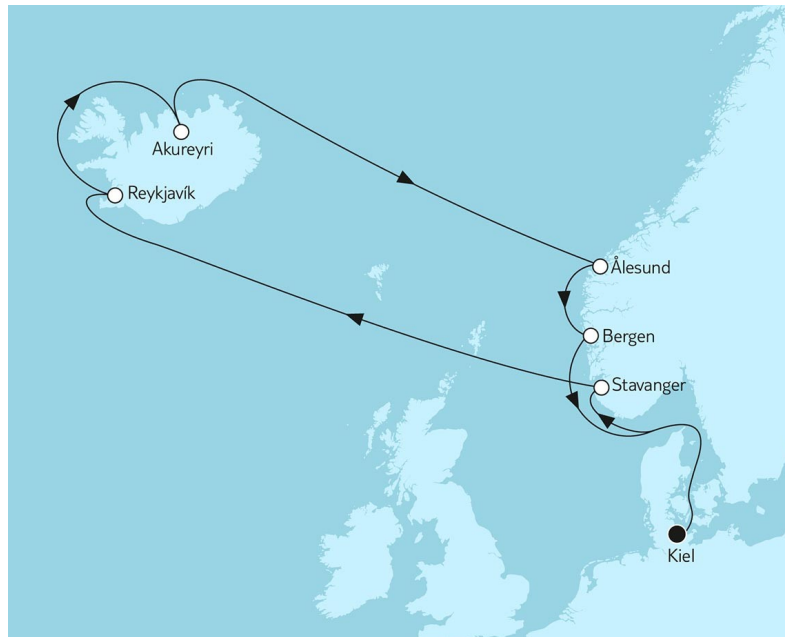 Akureyri
Reykjavík
Ålesund
Bergen
Stavanger
Kiel